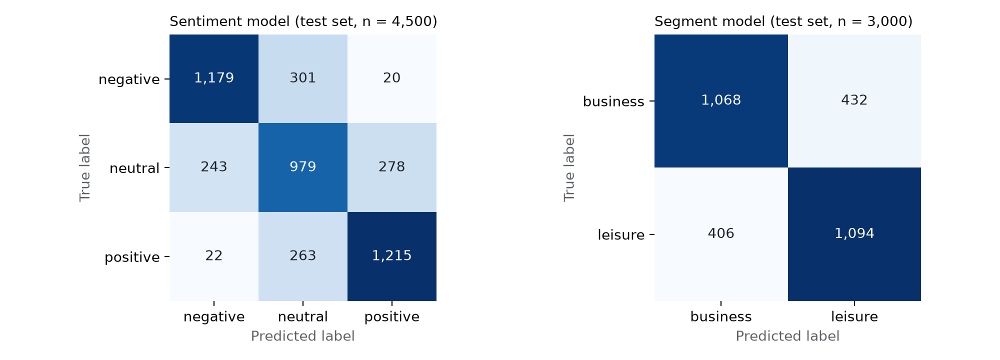 Sentiment model (test set, n = 4,500)
True label
negative
1,179 301 20
neutral
243 979 278
positive
22 263 1,215
negative neutral positive
Predicted label
Segment model (test set, n = 3,000)
True label
business
1,068 432
leisure
406 1,094
business leisure
Predicted label